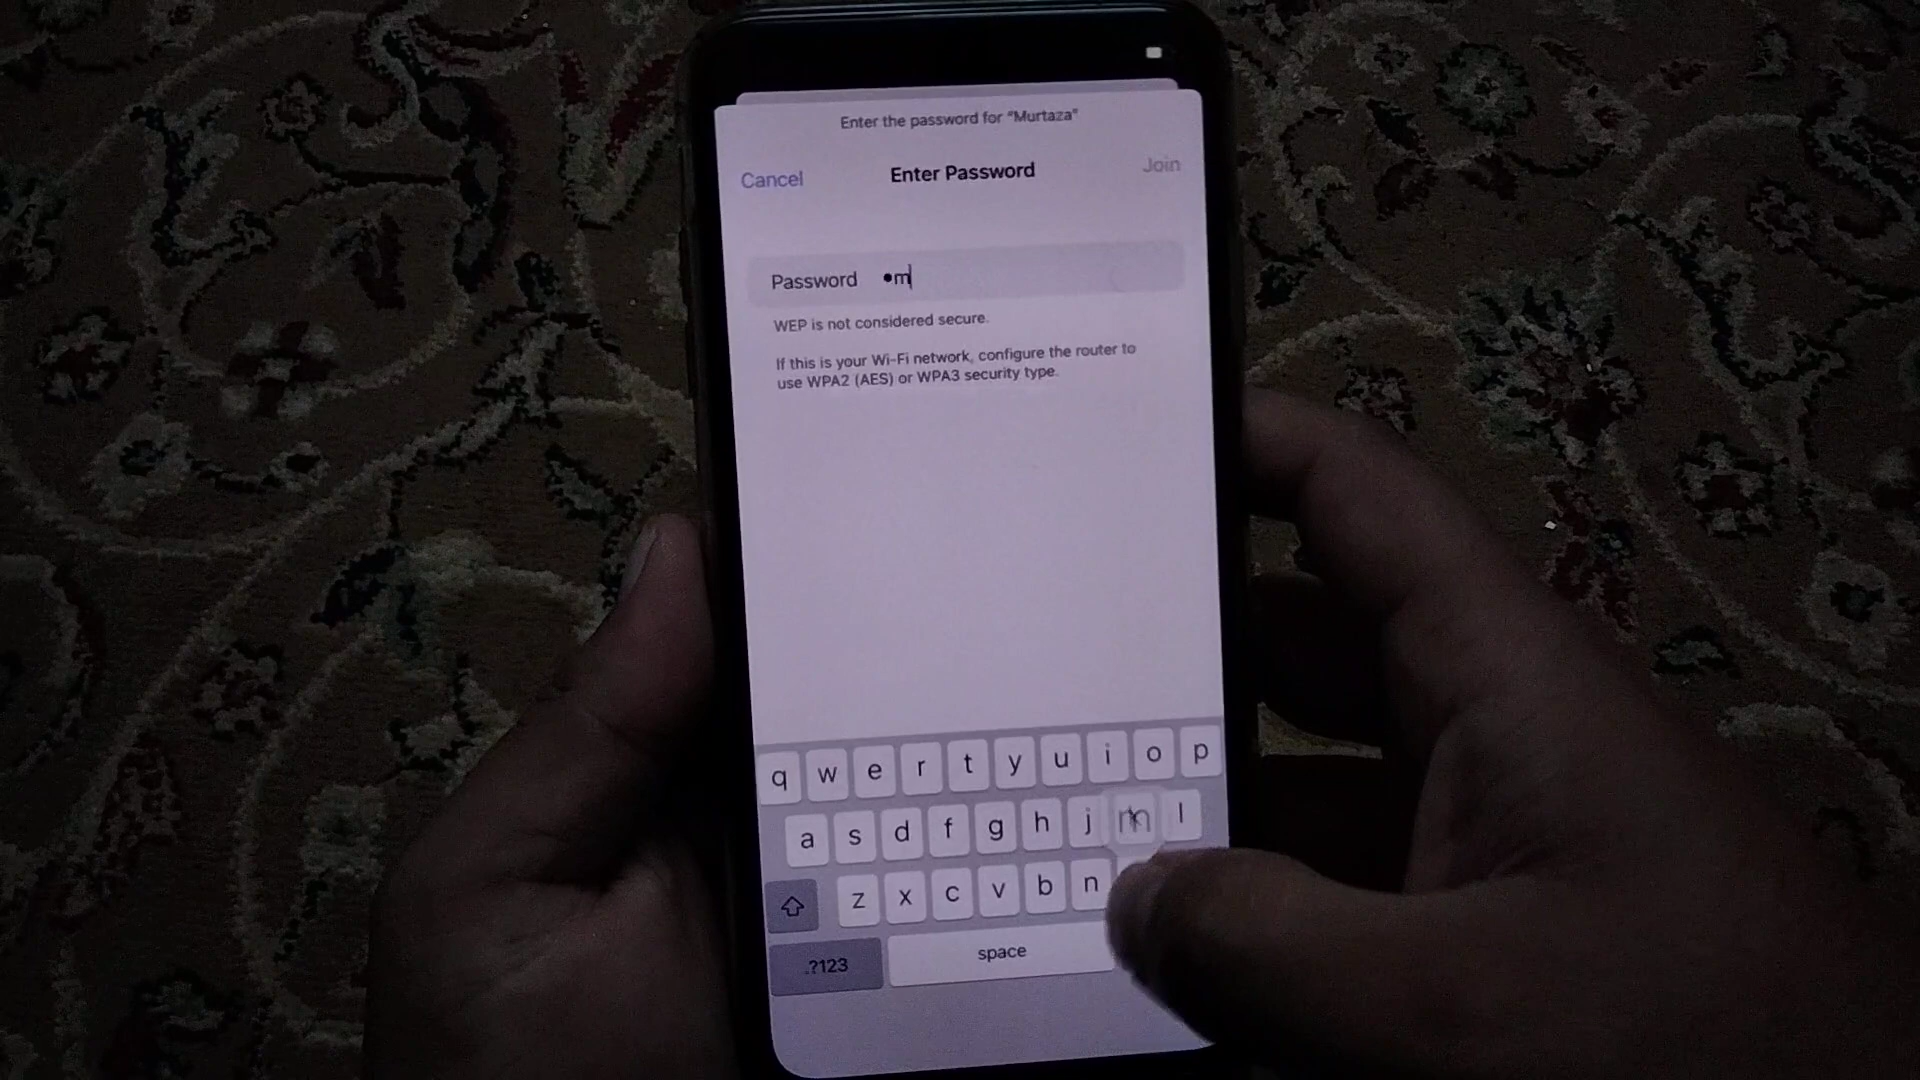 Enter the password for "Murtaza"
Cancel
Enter Password
Join
Password •m
WEP is not considered secure.
If this is your Wi-Fi network, configure the router to
use WPA2 (AES) or WPA3 security type.
q w e r t y u i o p
a s d f g h j m l
z x c v b n
.?123
space